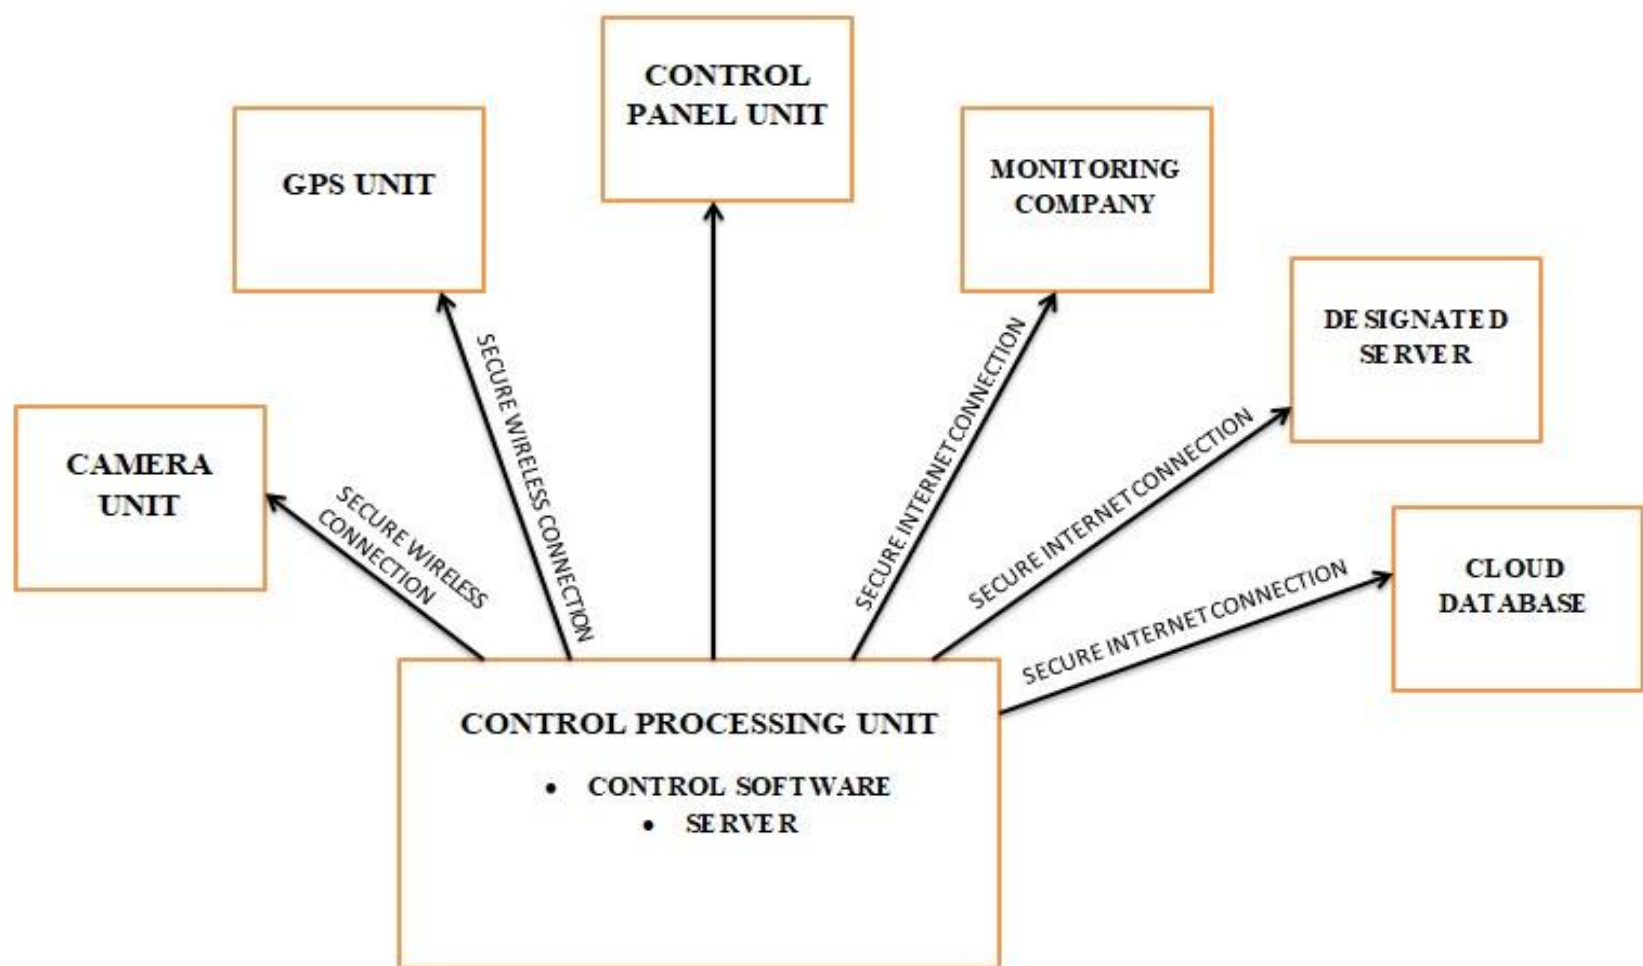 CONTROL
PANEL UNIT
GPS UNIT
MONITORING
COMPANY
DESIGNATED
SERVER
CAMERA
UNIT
CLOUD
DATABASE
SECURE WIRELESS
CONNECTION
SECURE WIRELESS CONNECTION
SECURE INTERNET CONNECTION
SECURE INTERNET CONNECTION
SECURE INTERNET CONNECTION
CONTROL PROCESSING UNIT
• CONTROL SOFTWARE
• SERVER